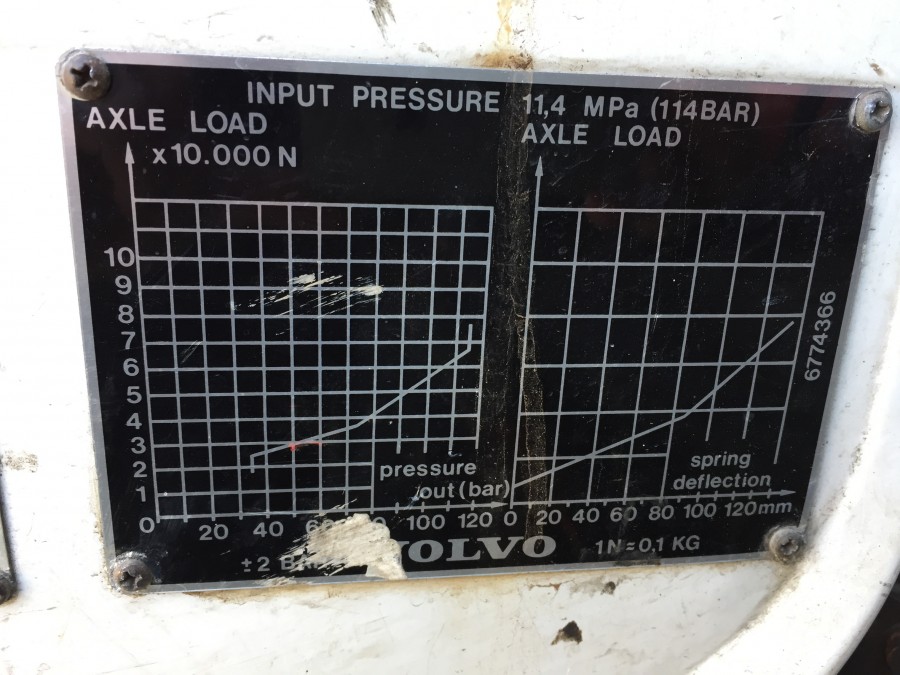 INPUT PRESSURE 11,4 MPa (114BAR)
AXLE LOAD
x10.000 N
10
9
8
7
6
5
4
3
2
1
0
20 40 100 120
pressure
out (bar)
AXLE LOAD
0 20 40 60 80 100 120mm
spring
deflection
6774366
±2
VOLVO
1N=0,1 KG